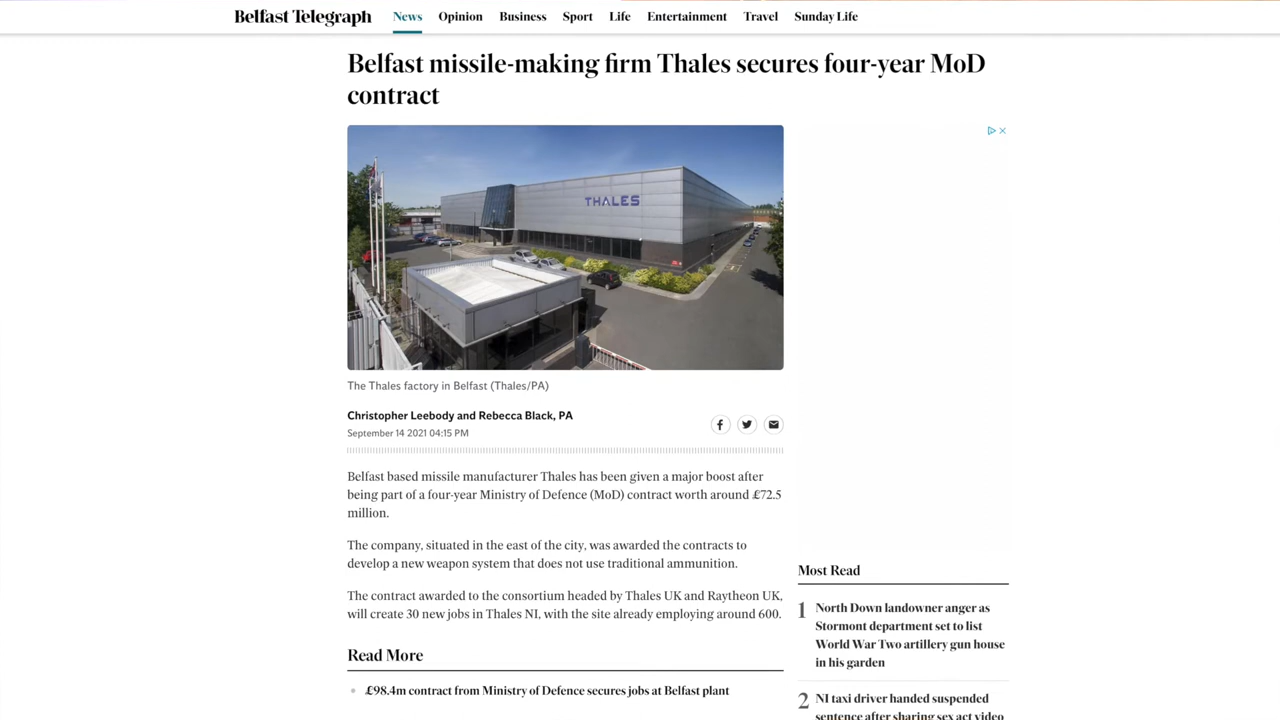 Belfast Telegraph News Opinion Business Sport Life Entertainment Travel Sunday Life
Belfast missile-making firm Thales secures four-year MoD
contract
THALES
The Thales factory in Belfast (Thales/PA)
Christopher Leebody and Rebecca Black, PA
September 14 2021 04:15 PM
Belfast based missile manufacturer Thales has been given a major boost after
being part of a four-year Ministry of Defence (MoD) contract worth around £72.5
million.
The company, situated in the east of the city, was awarded the contracts to
develop a new weapon system that does not use traditional ammunition.
The contract awarded to the consortium headed by Thales UK and Raytheon UK,
will create 30 new jobs in Thales NI, with the site already employing around 600.
Read More
£98.4m contract from Ministry of Defence secures jobs at Belfast plant
Most Read
1 North Down landowner anger as
Stormont department set to list
World War Two artillery gun house
in his garden
2 NI taxi driver handed suspended
sentence after sharing sex act video